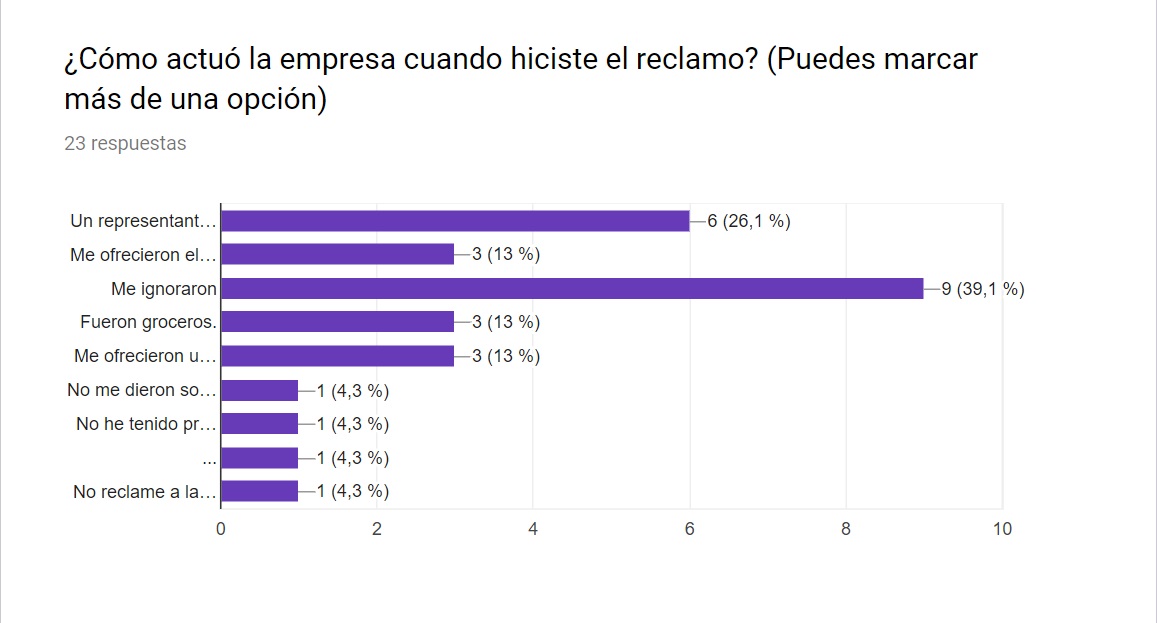 ¿Cómo actuó la empresa cuando hiciste el reclamo? (Puedes marcar
más de una opción)
23 respuestas
Un representant… 6 (26,1 %)
Me ofrecieron el… 3 (13 %)
Me ignoraron 9 (39,1 %)
Fueron groceros. 3 (13 %)
Me ofrecieron u… 3 (13 %)
No me dieron so… 1 (4,3 %)
No he tenido pr… 1 (4,3 %)
... 1 (4,3 %)
No reclame a la… 1 (4,3 %)
0 2 4 6 8 10